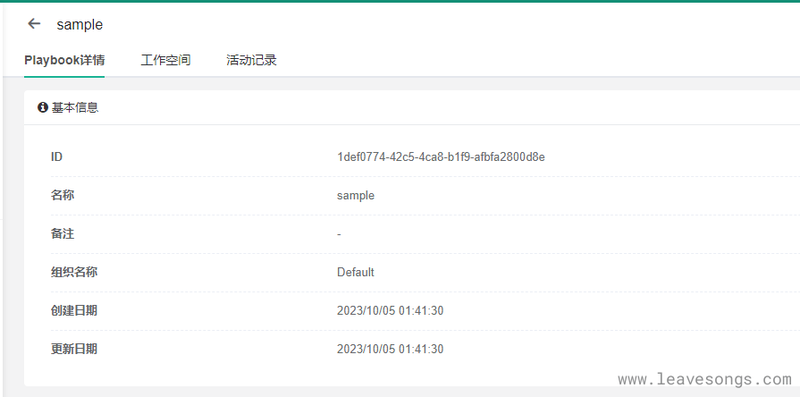 sample
Playbook详情 工作空间 活动记录
基本信息
ID 1def0774-42c5-4ca8-b1f9-afbfa2800d8e
名称 sample
备注 -
组织名称 Default
创建日期 2023/10/05 01:41:30
更新日期 2023/10/05 01:41:30
www.leavesongs.com